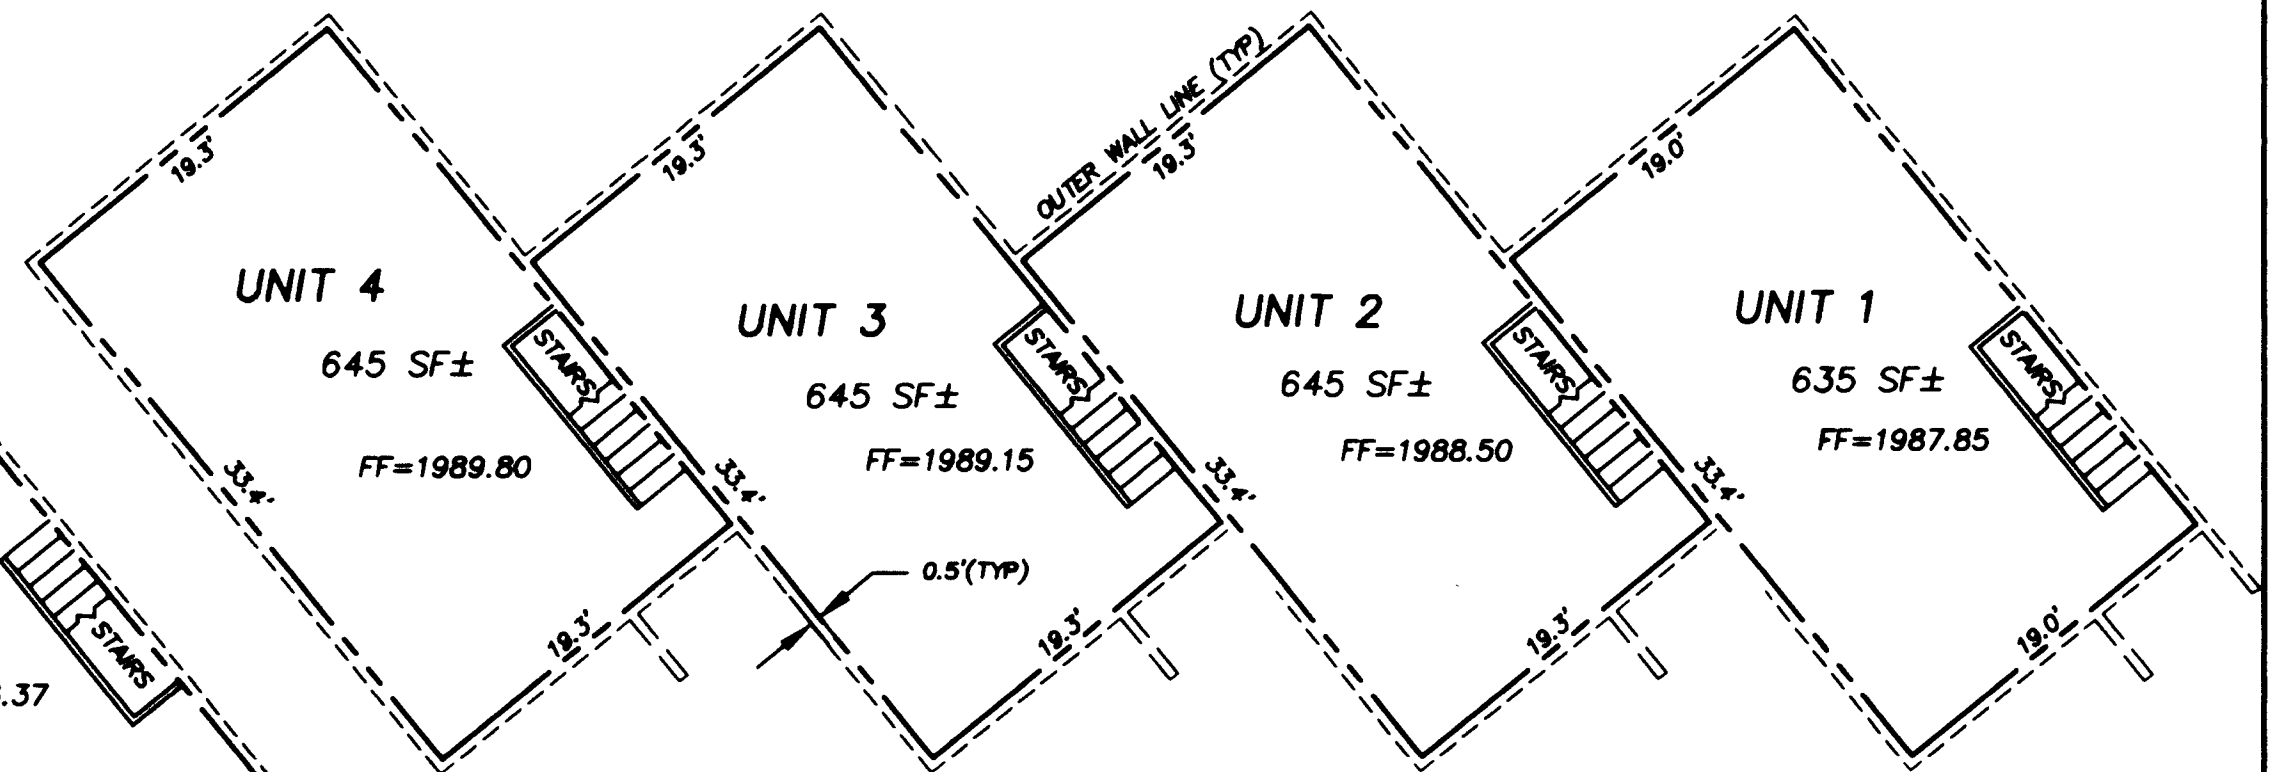 19.3'
UNIT 4
645 SF±
FF=1989.80
33.4'
STAIRS
19.3'
19.3'
UNIT 3
645 SF±
FF=1989.15
33.4'
STAIRS
19.3'
0.5'(TYP)
OUTER WALL LINE (TYP)
19.3'
UNIT 2
645 SF±
FF=1988.50
33.4'
STAIRS
19.3'
19.0'
UNIT 1
635 SF±
FF=1987.85
33.4'
STAIRS
19.0'
STAIRS
.37